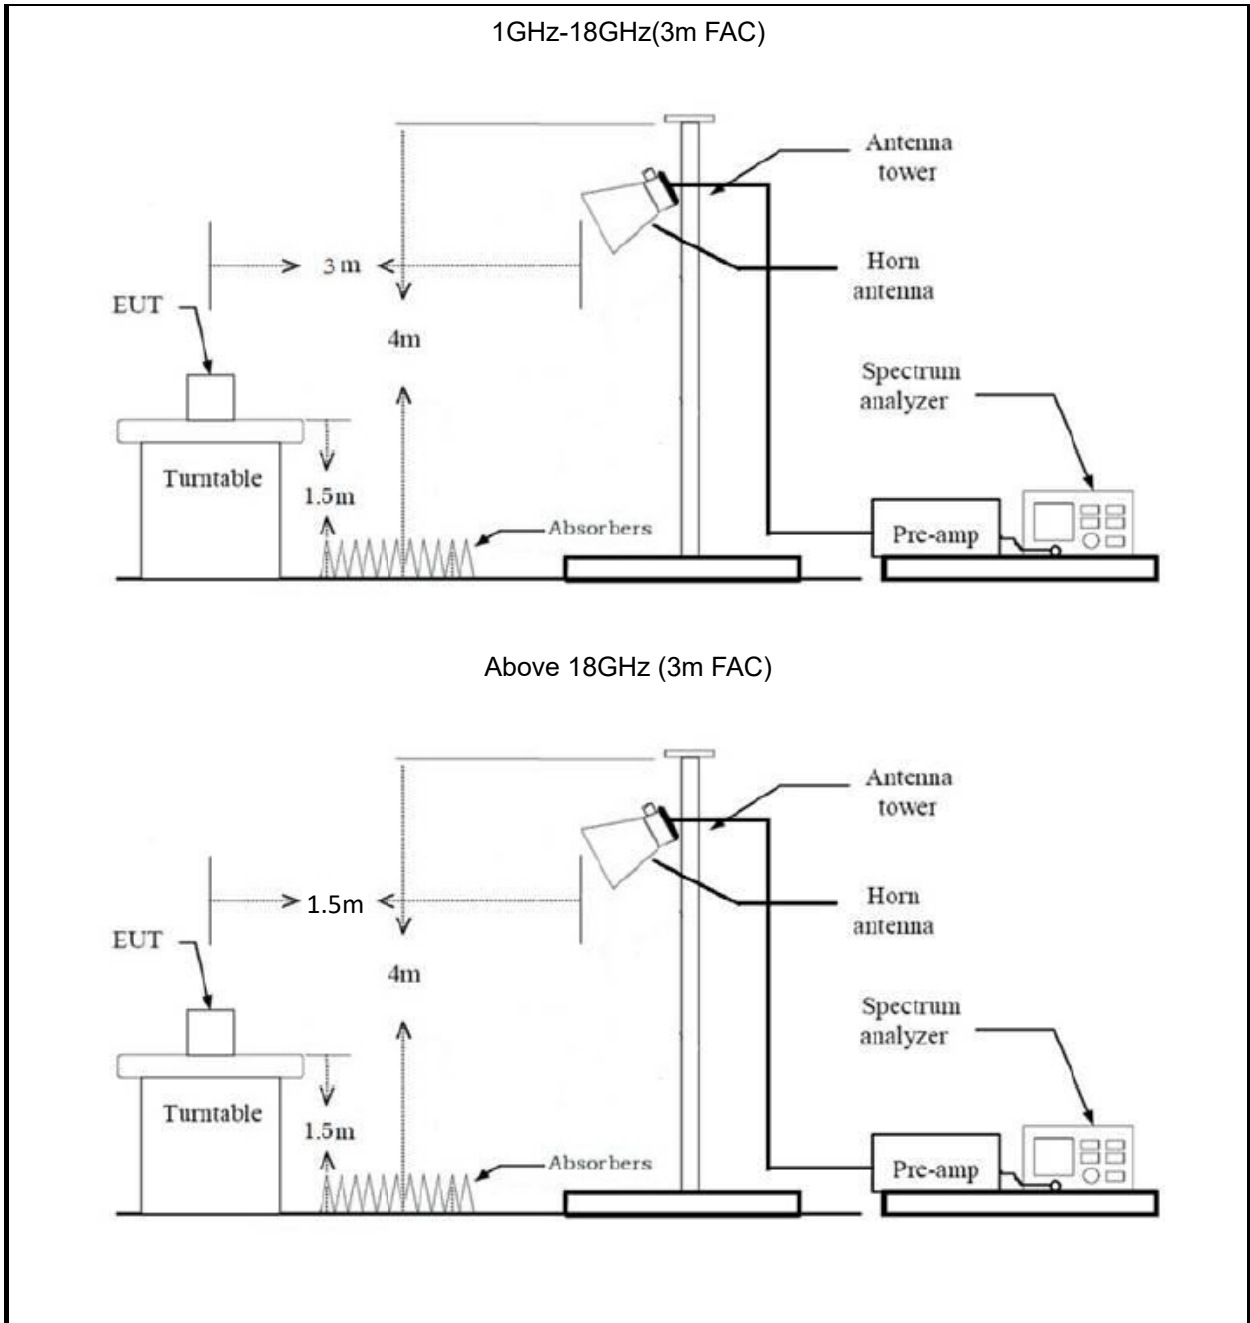 1GHz-18GHz(3m FAC)
Antenna
tower
3 m
Horn
antenna
EUT
4m
Spectrum
analyzer
Turntable
1.5m
Absorbers
Pre-amp
Above 18GHz (3m FAC)
Antenna
tower
1.5m
Horn
antenna
EUT
4m
Spectrum
analyzer
Turntable
1.5m
Absorbers
Pre-amp